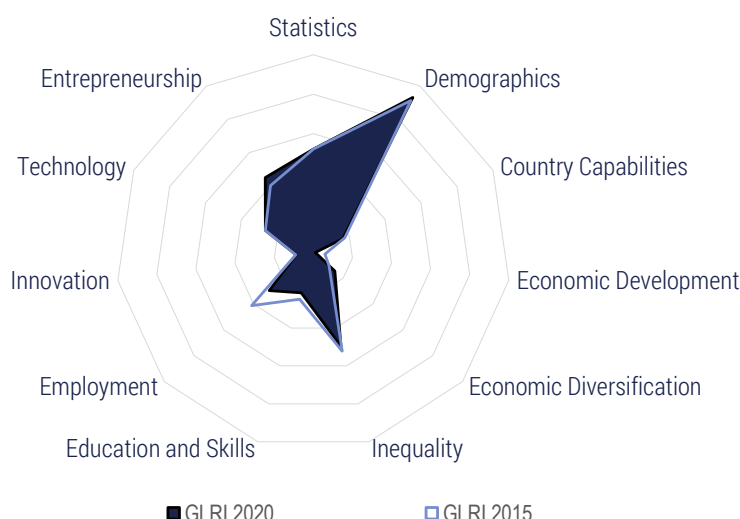 Statistics
Entrepreneurship
Demographics
Technology
Country Capabilities
Innovation
Economic Development
Employment
Economic Diversification
Education and Skills
Inequality
GLRI 2020
GLRI 2015